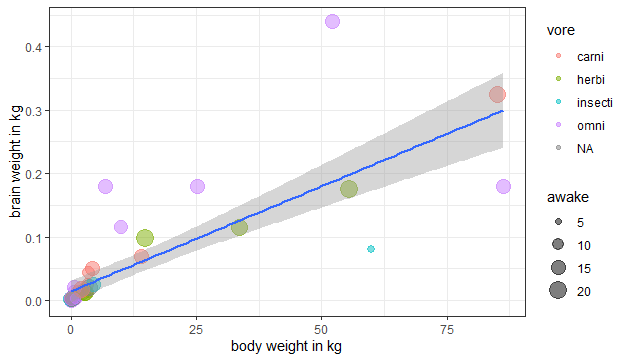 brain weight in kg
0.4
0.3
0.2
0.1
0.0
0
25
50
75
body weight in kg
vore
carni
herbi
insecti
omni
NA
awake
5
10
15
20